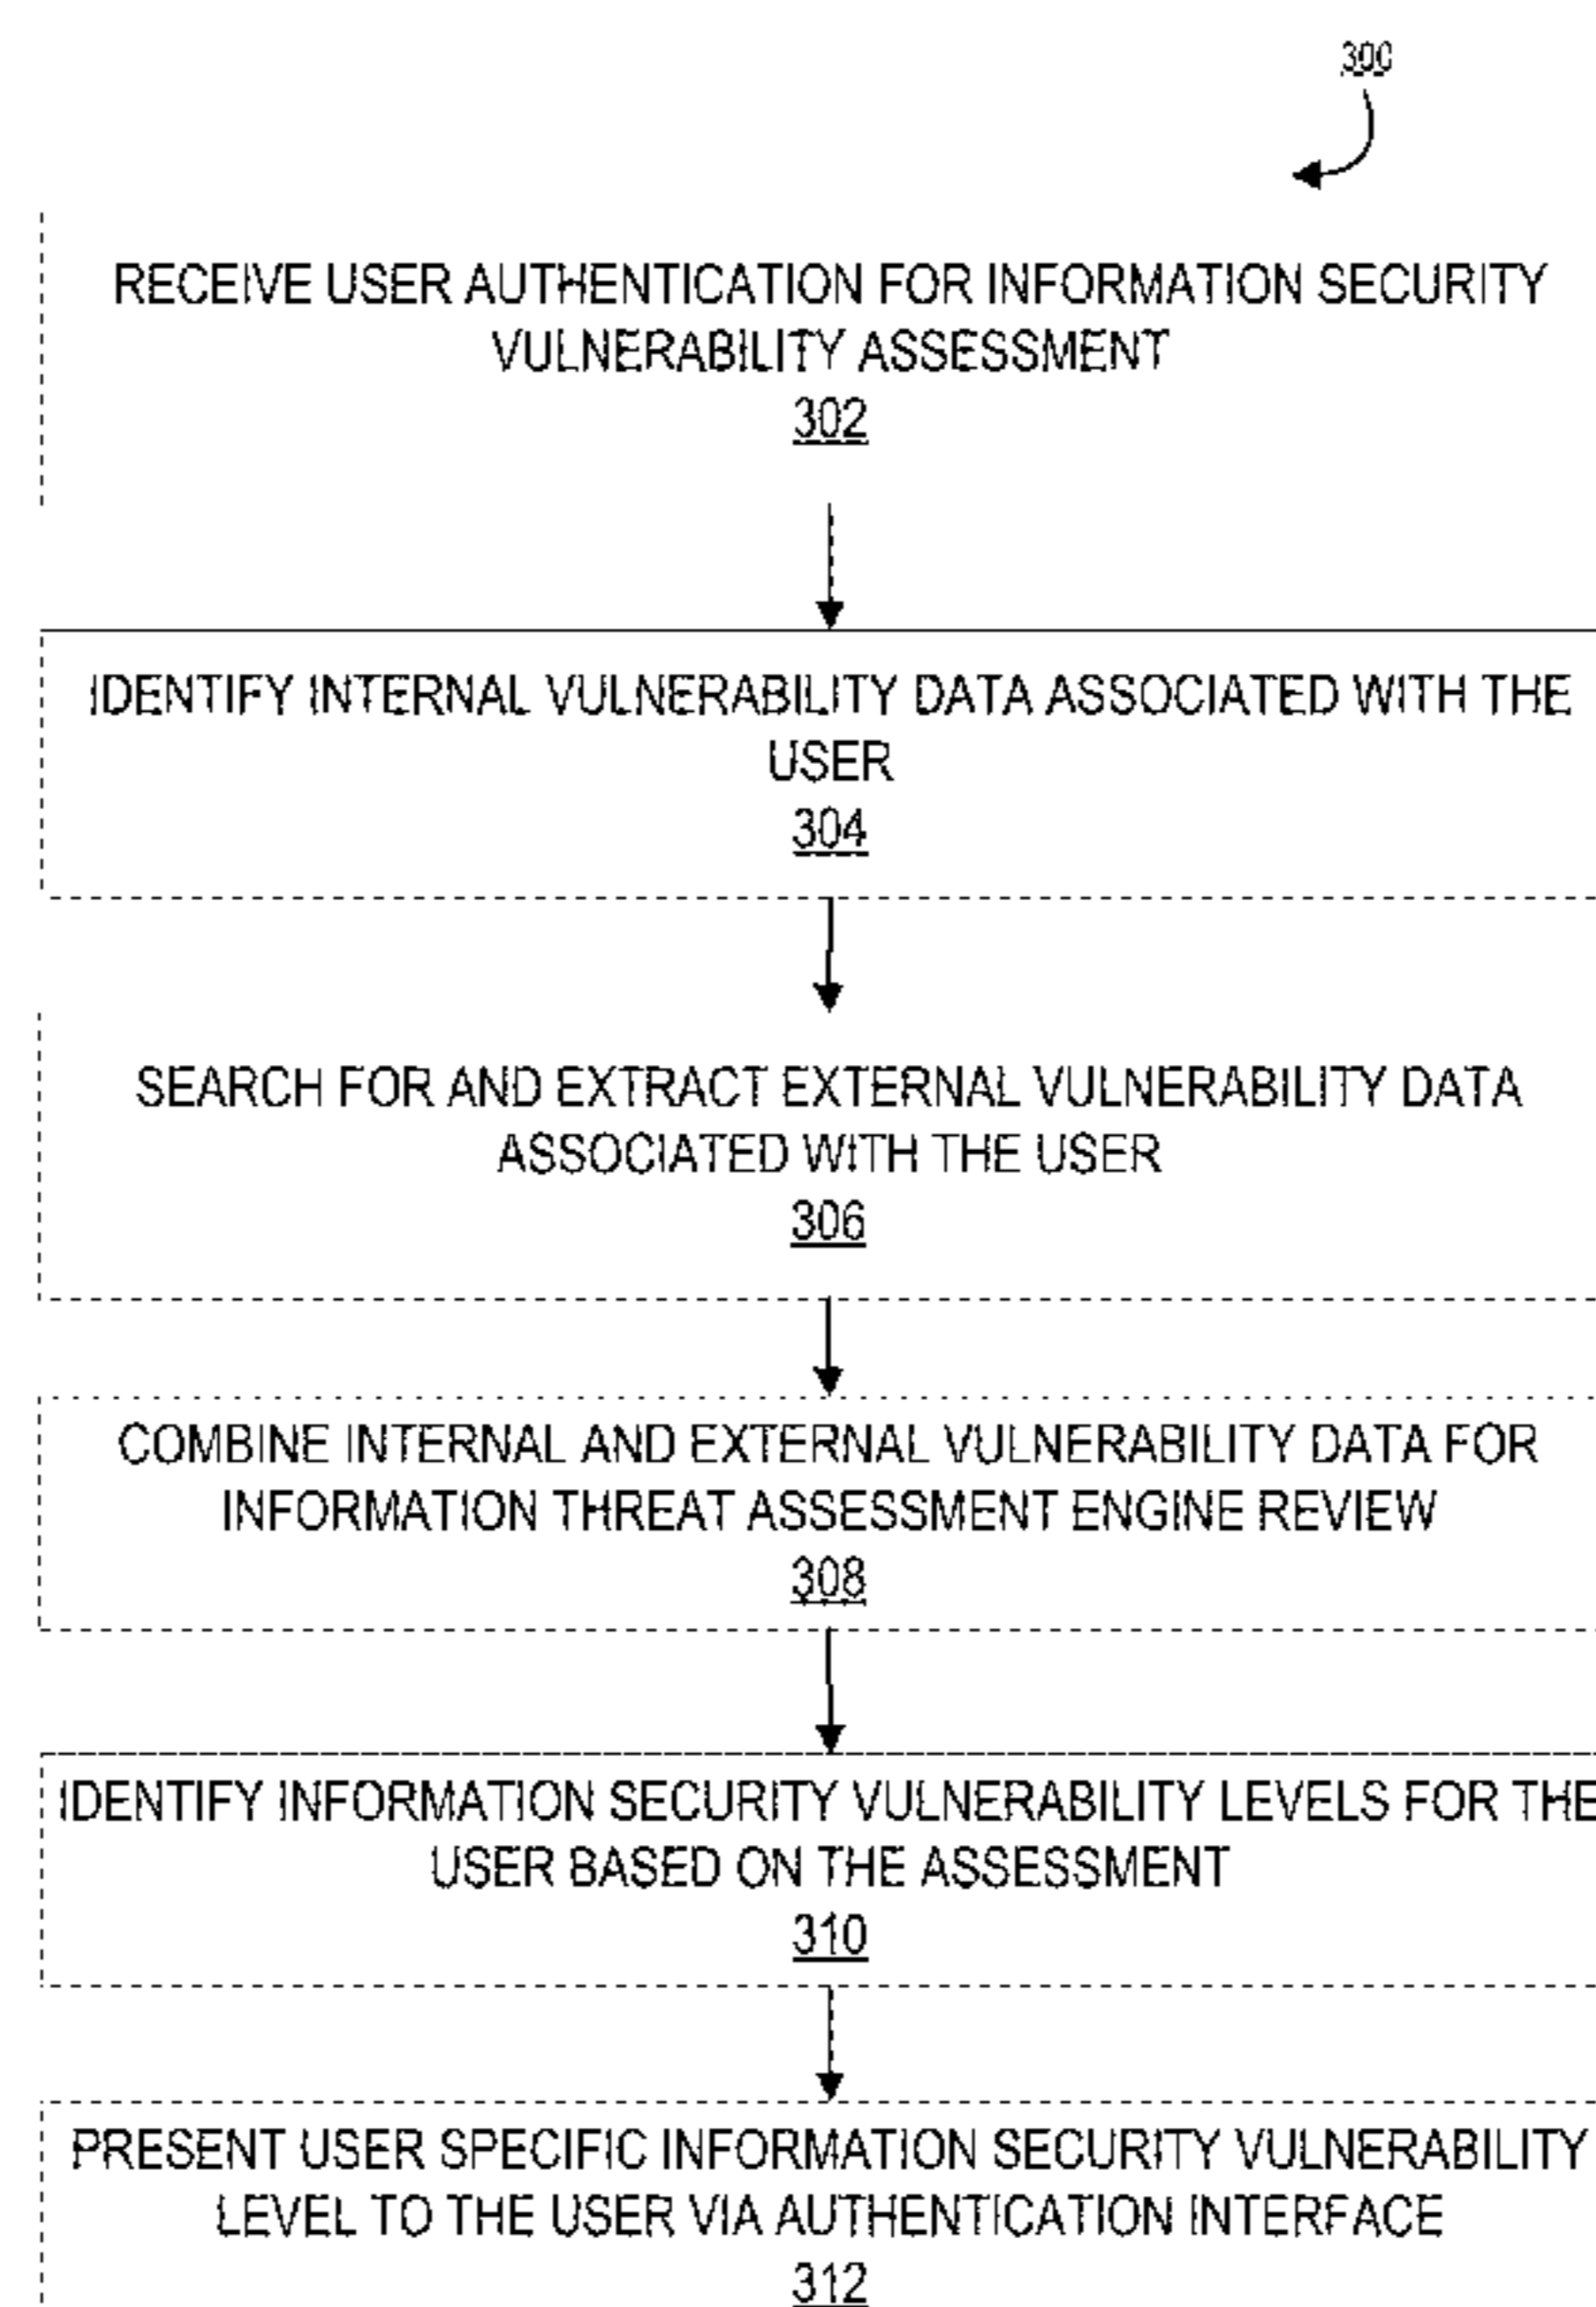 300
RECEIVE USER AUTHENTICATION FOR INFORMATION SECURITY
VULNERABILITY ASSESSMENT
302
IDENTIFY INTERNAL VULNERABILITY DATA ASSOCIATED WITH THE
USER
304
SEARCH FOR AND EXTRACT EXTERNAL VULNERABILITY DATA
ASSOCIATED WITH THE USER
306
COMBINE INTERNAL AND EXTERNAL VULNERABILITY DATA FOR
INFORMATION THREAT ASSESSMENT ENGINE REVIEW
308
IDENTIFY INFORMATION SECURITY VULNERABILITY LEVELS FOR THE
USER BASED ON THE ASSESSMENT
310
PRESENT USER SPECIFIC INFORMATION SECURITY VULNERABILITY
LEVEL TO THE USER VIA AUTHENTICATION INTERFACE
312